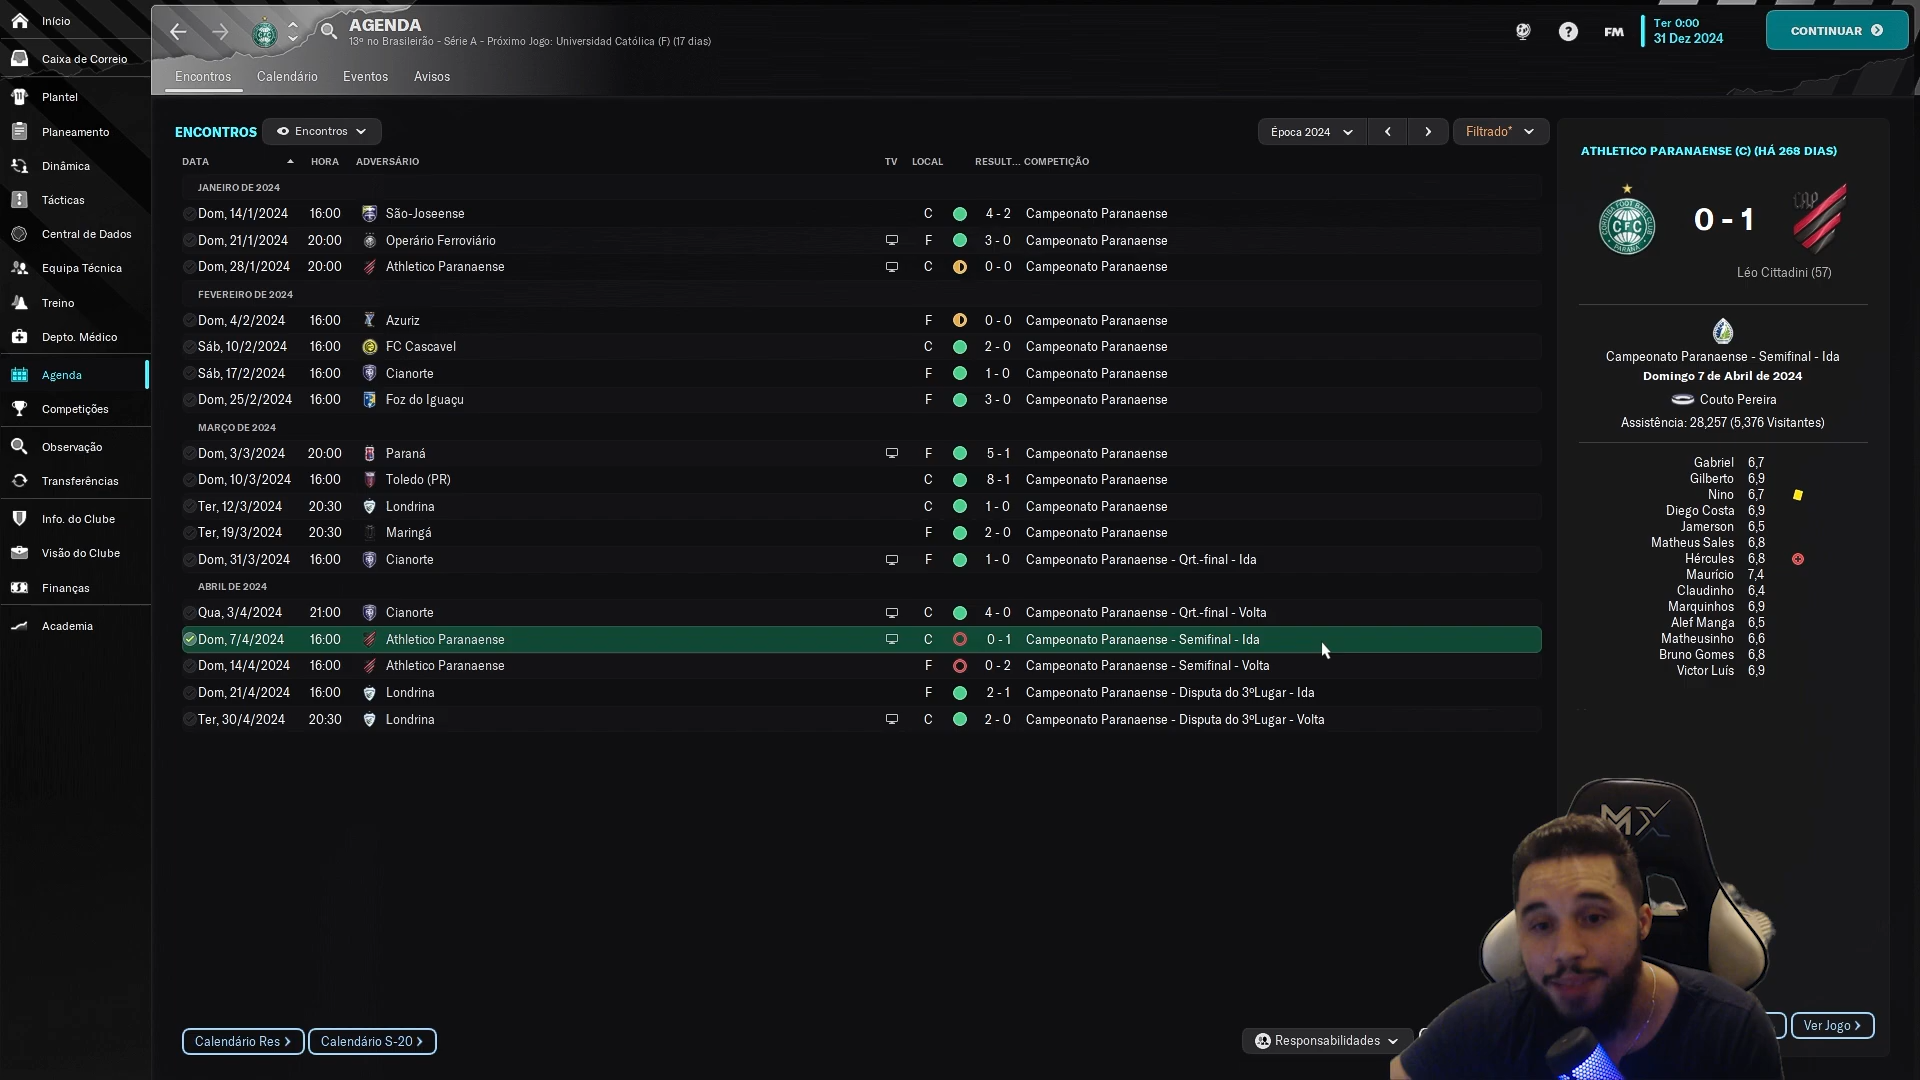 Início
Caixa de Correio
Plantel
Planeamento
Dinâmica
Tácticas
Central de Dados
Equipa Técnica
Treino
Depto. Médico
Agenda
Competições
Observação
Transferências
Info. do Clube
Visão do Clube
Finanças
Academia
AGENDA
13º no Brasileirão - Série A - Próximo Jogo: Universidad Católica (F) (17 dias)
FM
Ter 0:00
31 Dez 2024
CONTINUAR
Encontros Calendário Eventos Avisos
ENCONTROS Encontros Época 2024 Filtrado*
DATA HORA ADVERSÁRIO TV LOCAL RESULT... COMPETIÇÃO
JANEIRO DE 2024
Dom, 14/1/2024 16:00 São-Joseense C 4 - 2 Campeonato Paranaense
Dom, 21/1/2024 20:00 Operário Ferroviário F 3 - 0 Campeonato Paranaense
Dom, 28/1/2024 20:00 Athletico Paranaense C 0 - 0 Campeonato Paranaense
FEVEREIRO DE 2024
Dom, 4/2/2024 16:00 Azuriz F 0 - 0 Campeonato Paranaense
Sáb, 10/2/2024 16:00 FC Cascavel C 2 - 0 Campeonato Paranaense
Sáb, 17/2/2024 16:00 Cianorte F 1 - 0 Campeonato Paranaense
Dom, 25/2/2024 16:00 Foz do Iguaçu F 3 - 0 Campeonato Paranaense
MARÇO DE 2024
Dom, 3/3/2024 20:00 Paraná F 5 - 1 Campeonato Paranaense
Dom, 10/3/2024 16:00 Toledo (PR) C 8 - 1 Campeonato Paranaense
Ter, 12/3/2024 20:30 Londrina C 1 - 0 Campeonato Paranaense
Ter, 19/3/2024 20:30 Maringá F 2 - 0 Campeonato Paranaense
Dom, 31/3/2024 16:00 Cianorte F 1 - 0 Campeonato Paranaense - Qrt.-final - Ida
ABRIL DE 2024
Qua, 3/4/2024 21:00 Cianorte C 4 - 0 Campeonato Paranaense - Qrt.-final - Volta
Dom, 7/4/2024 16:00 Athletico Paranaense C 0 - 1 Campeonato Paranaense - Semifinal - Ida
Dom, 14/4/2024 16:00 Athletico Paranaense F 0 - 2 Campeonato Paranaense - Semifinal - Volta
Dom, 21/4/2024 16:00 Londrina F 2 - 1 Campeonato Paranaense - Disputa do 3ºLugar - Ida
Ter, 30/4/2024 20:30 Londrina C 2 - 0 Campeonato Paranaense - Disputa do 3ºLugar - Volta
ATHLETICO PARANAENSE (C) (HÁ 268 DIAS)
CFC
CAP
0 - 1
Léo Cittadini (57)
Campeonato Paranaense - Semifinal - Ida
Domingo 7 de Abril de 2024
Couto Pereira
Assistência: 28,257 (5,376 Visitantes)
Gabriel 6,7
Gilberto 6,9
Nino 6,7
Diego Costa 6,9
Jamerson 6,5
Matheus Sales 6,8
Hércules 6,8
Maurício 7,4
Claudinho 6,4
Marquinhos 6,9
Alef Manga 6,5
Matheusinho 6,6
Bruno Gomes 6,8
Victor Luís 6,9
MX
Calendário Res Calendário S-20 Responsabilidades Ver Jogo